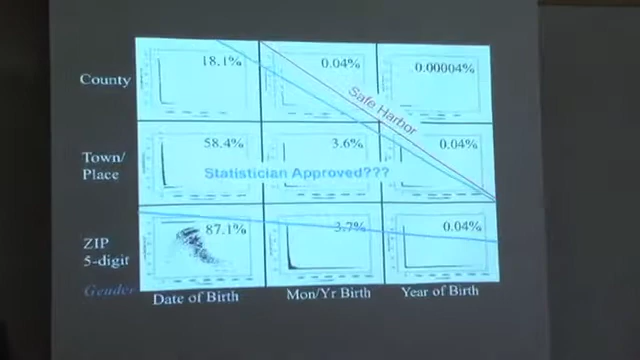 County
18.1%
0.04%
0.00004%
Safe Harbor
Town/
Place
58.4%
3.6%
0.04%
Statistician Approved???
ZIP
5-digit
87.1%
3.7%
0.04%
Gender
Date of Birth
Mon/Yr Birth
Year of Birth